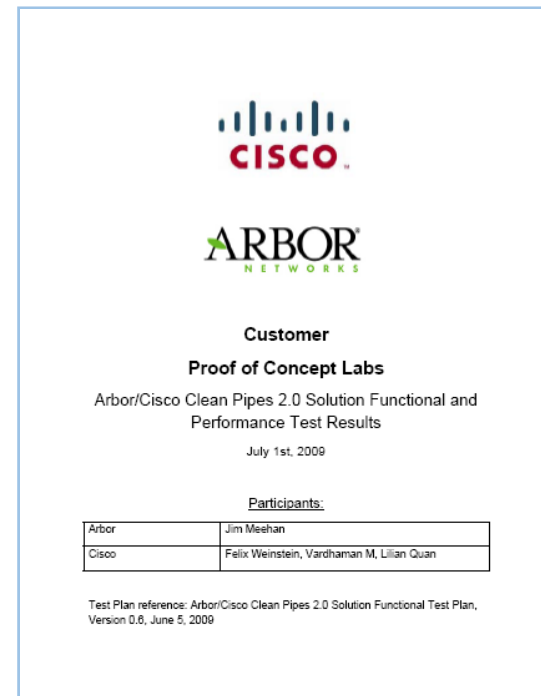 CISCO
ARBOR
NETWORKS
Customer
Proof of Concept Labs
Arbor/Cisco Clean Pipes 2.0 Solution Functional and
Performance Test Results
July 1st, 2009
Participants:
Arbor Jim Meehan
Cisco Felix Weinstein, Vardhaman M, Lilian Quan
Test Plan reference: Arbor/Cisco Clean Pipes 2.0 Solution Functional Test Plan,
Version 0.6, June 5, 2009